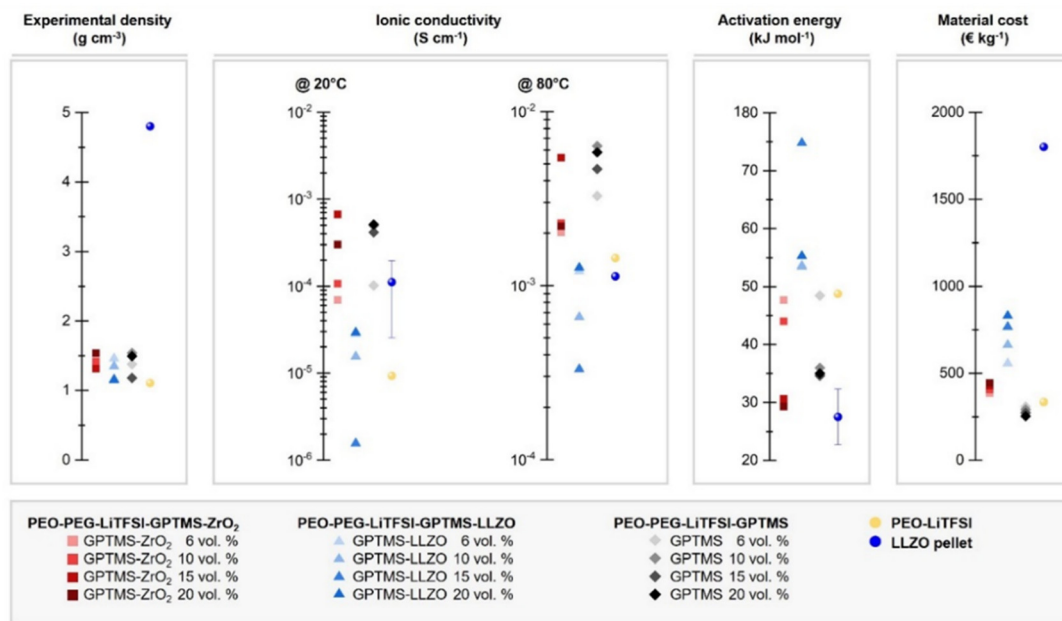 Experimental density
(g cm⁻³)
Ionic conductivity
(S cm⁻¹)
Activation energy
(kJ mol⁻¹)
Material cost
(€ kg⁻¹)
5
4
3
2
1
0
@ 20°C
10⁻²
10⁻³
10⁻⁴
10⁻⁵
10⁻⁶
@ 80°C
10⁻²
10⁻³
10⁻⁴
180
75
70
60
50
40
30
20
2000
1500
1000
500
0
PEO-PEG-LiTFSI-GPTMS-ZrO₂
GPTMS-ZrO₂ 6 vol. %
GPTMS-ZrO₂ 10 vol. %
GPTMS-ZrO₂ 15 vol. %
GPTMS-ZrO₂ 20 vol. %
PEO-PEG-LiTFSI-GPTMS-LLZO
GPTMS-LLZO 6 vol. %
GPTMS-LLZO 10 vol. %
GPTMS-LLZO 15 vol. %
GPTMS-LLZO 20 vol. %
PEO-PEG-LiTFSI-GPTMS
GPTMS 6 vol. %
GPTMS 10 vol. %
GPTMS 15 vol. %
GPTMS 20 vol. %
PEO-LiTFSI
LLZO pellet